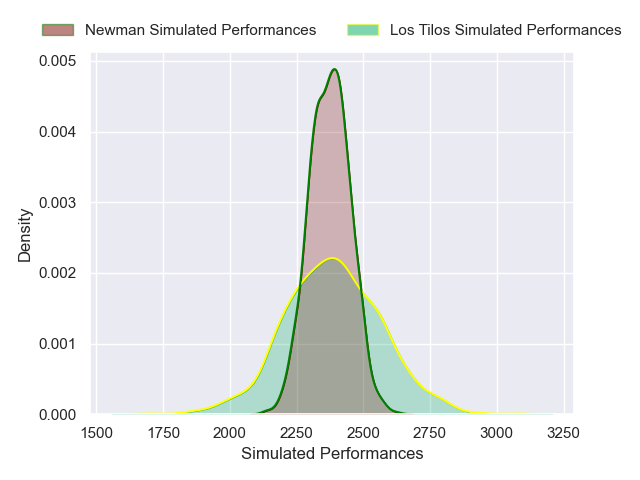 Newman Simulated Performances Los Tilos Simulated Performances
0.005
0.004
0.003
0.002
0.001
0.000
Density
1500 1750 2000 2250 2500 2750 3000 3250
Simulated Performances